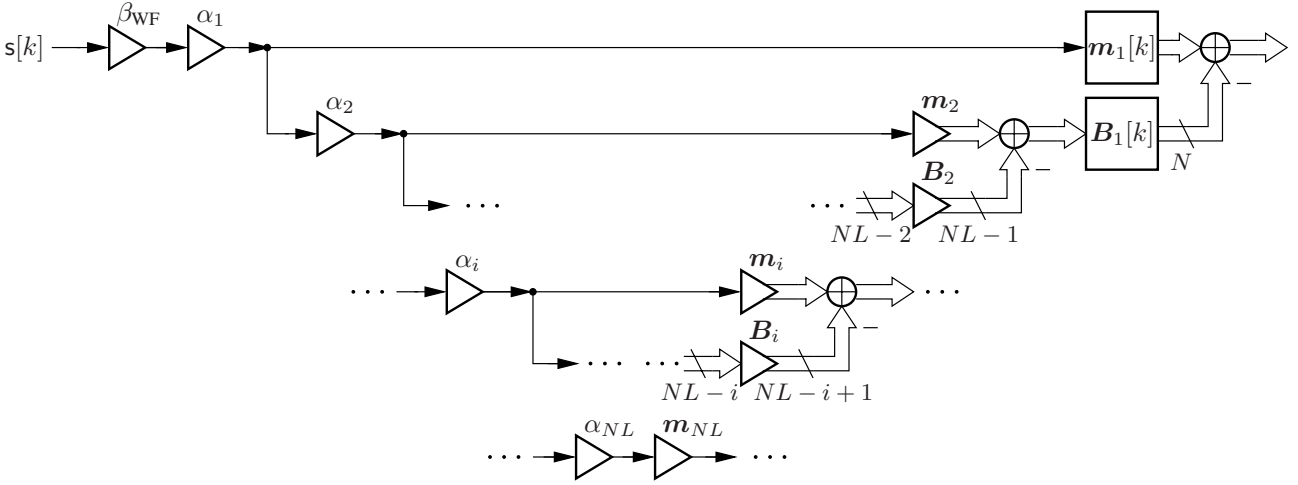 β_WF α_1
s[k] m_1[k]
−
α_2 m_2
B_1[k]
N
B_2 −
··· ···
NL − 2 NL − 1
α_i m_i
··· ···
B_i −
··· ···
NL − i NL − i + 1
α_NL m_NL
··· ···